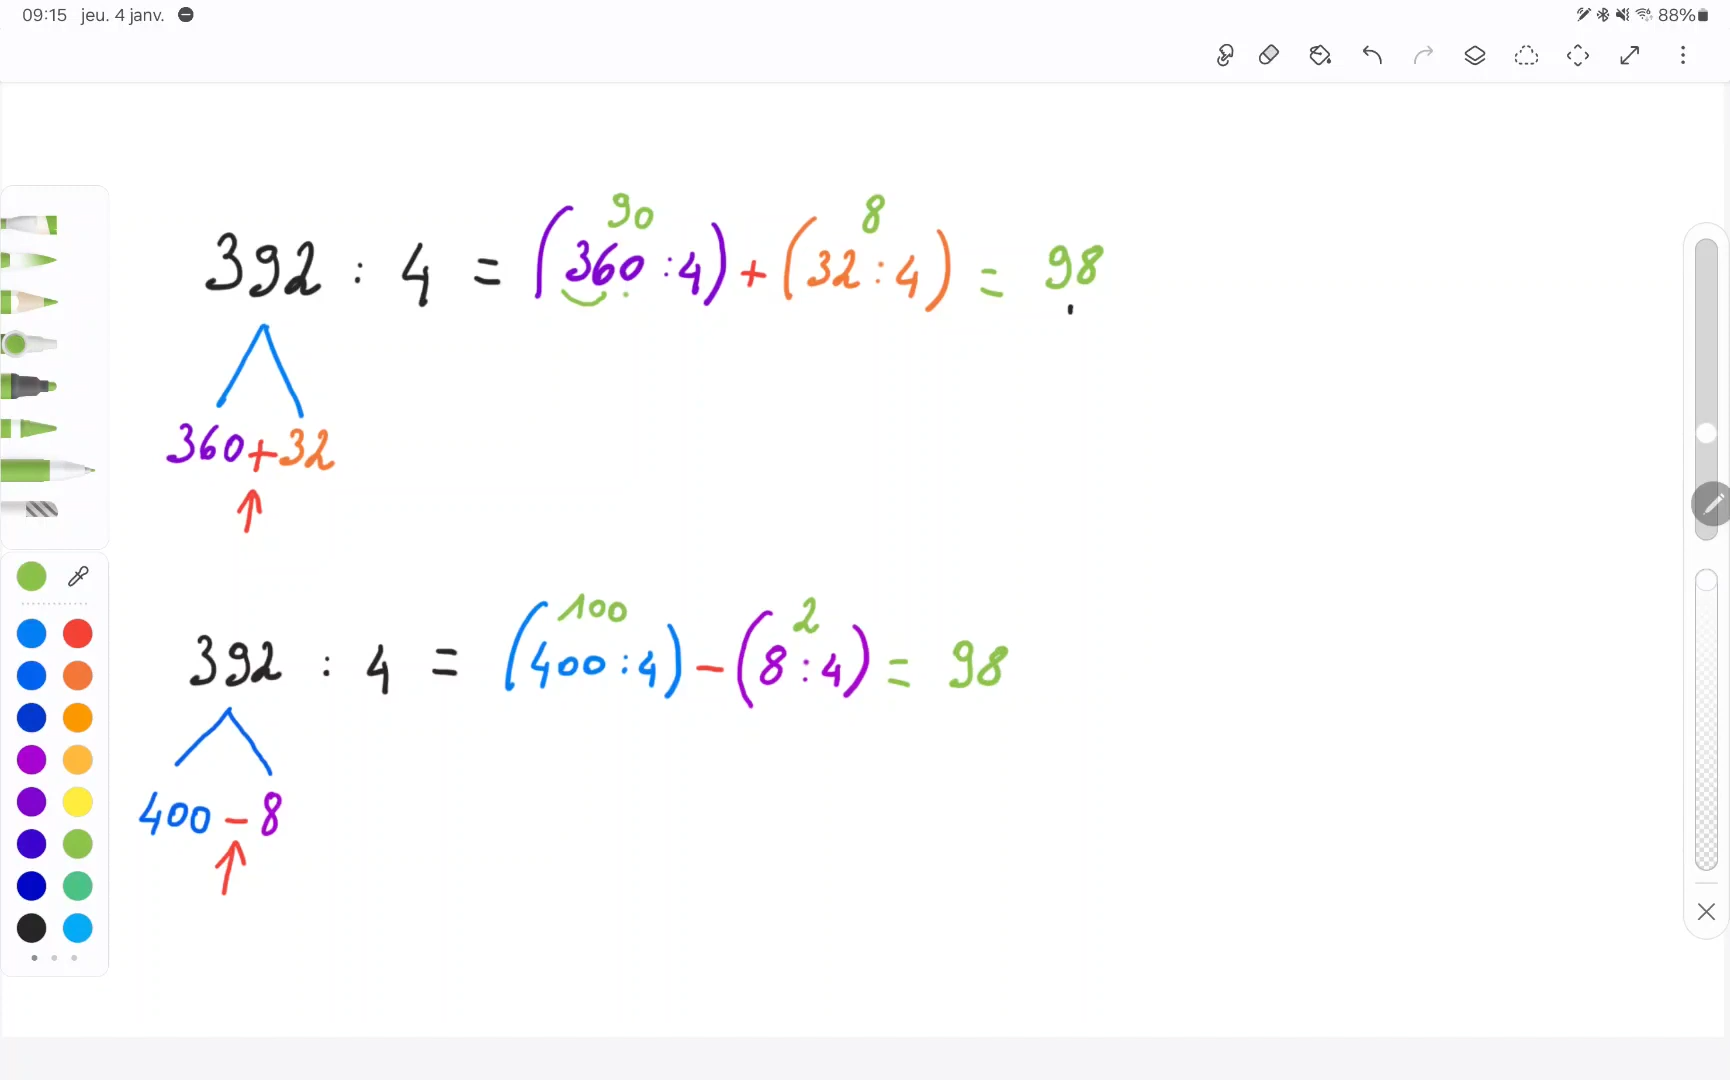 09:15 jeu. 4 janv. 88%
90 8
392 : 4 = (360 : 4) + (32 : 4) = 98
360 + 32
100 2
392 : 4 = (400 : 4) - (8 : 4) = 98
400 - 8